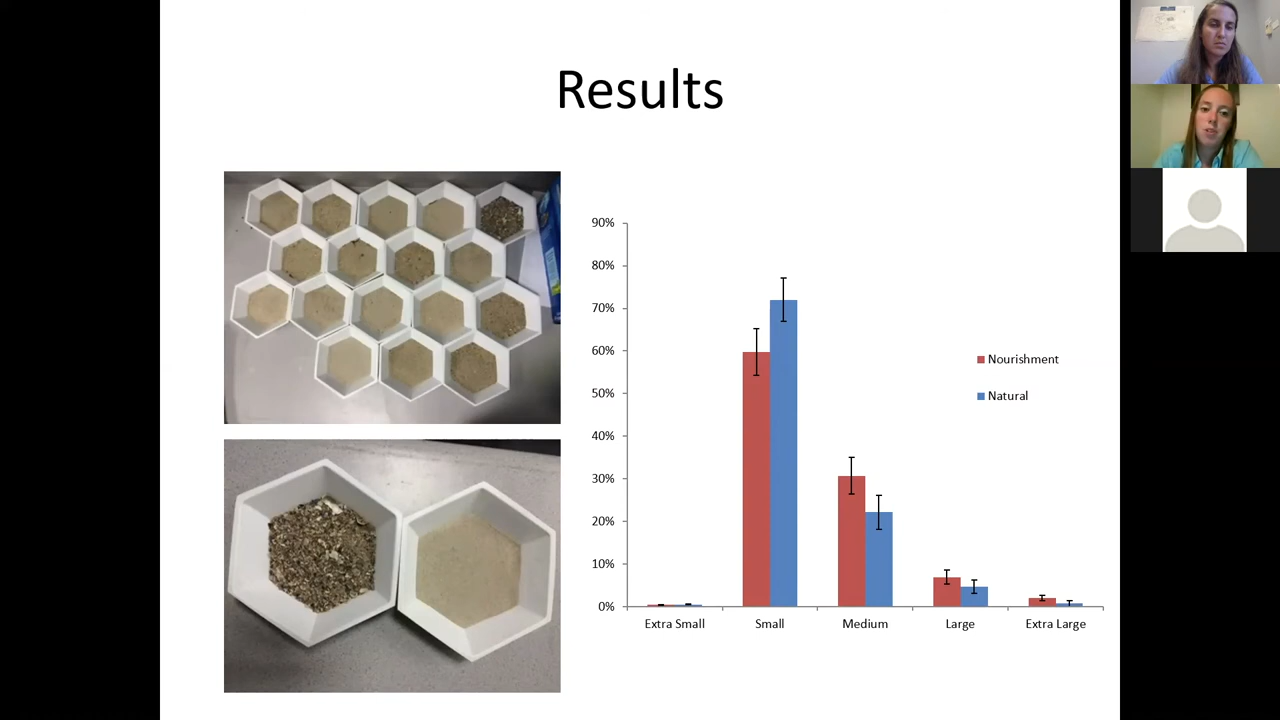 Results
90%
80%
70%
60%
50%
40%
30%
20%
10%
0%
Extra Small
Small
Medium
Large
Extra Large
Nourishment
Natural